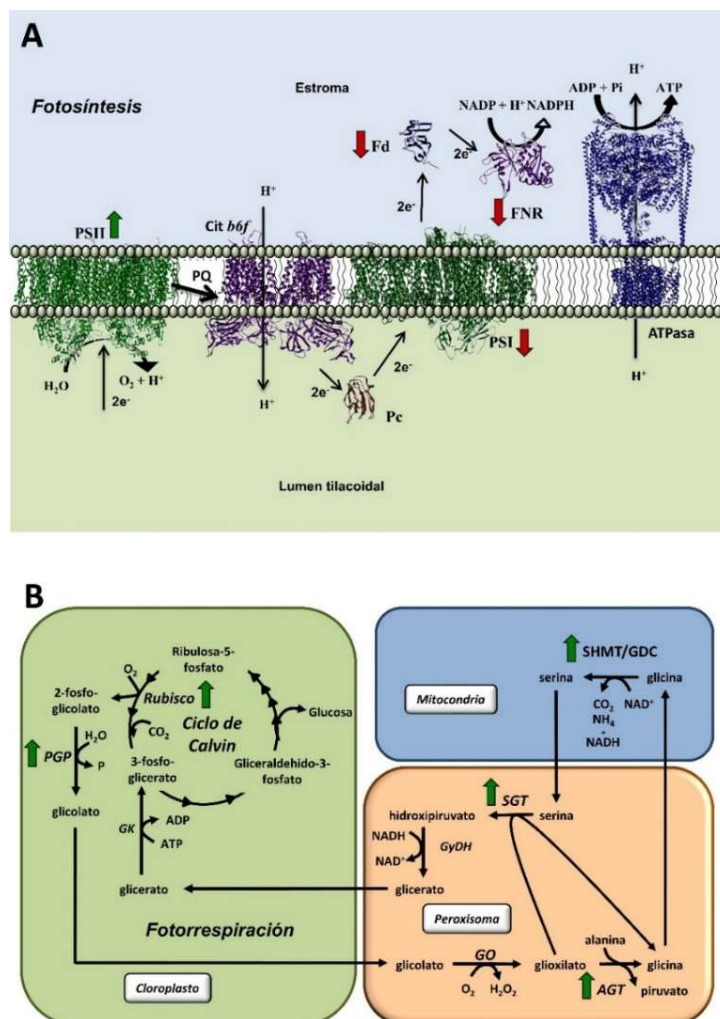 A
Estroma
Fotosíntesis
H⁺
ADP + Pi
ATP
NADP + H⁺
NADPH
Fd
2e⁻
FNR
2e⁻
PSII
Cit b6f
H⁺
PQ
PSI
ATPasa
H₂O
O₂ + H⁺
2e⁻
H⁺
2e⁻
Pc
2e⁻
H⁺
Lumen tilacoidal
B
Ribulosa-5-
fosfato
O₂
Rubisco
2-fosfo-
glicolato
CO₂
Ciclo de
Calvin
Glucosa
PGP
H₂O
P
3-fosfo-
glicerato
Gliceraldehido-3-
fosfato
glicolato
GK
ADP
ATP
glicerato
Fotorrespiración
Cloroplasto
SHMT/GDC
serina
glicina
Mitocondria
CO₂
NH₄
+
NADH
NAD⁺
SGT
hidroxipiruvato
serina
NADH
NAD⁺
GyDH
glicerato
Peroxisoma
glicolato
GO
O₂
H₂O₂
glioxilato
alanina
glicina
AGT
piruvato